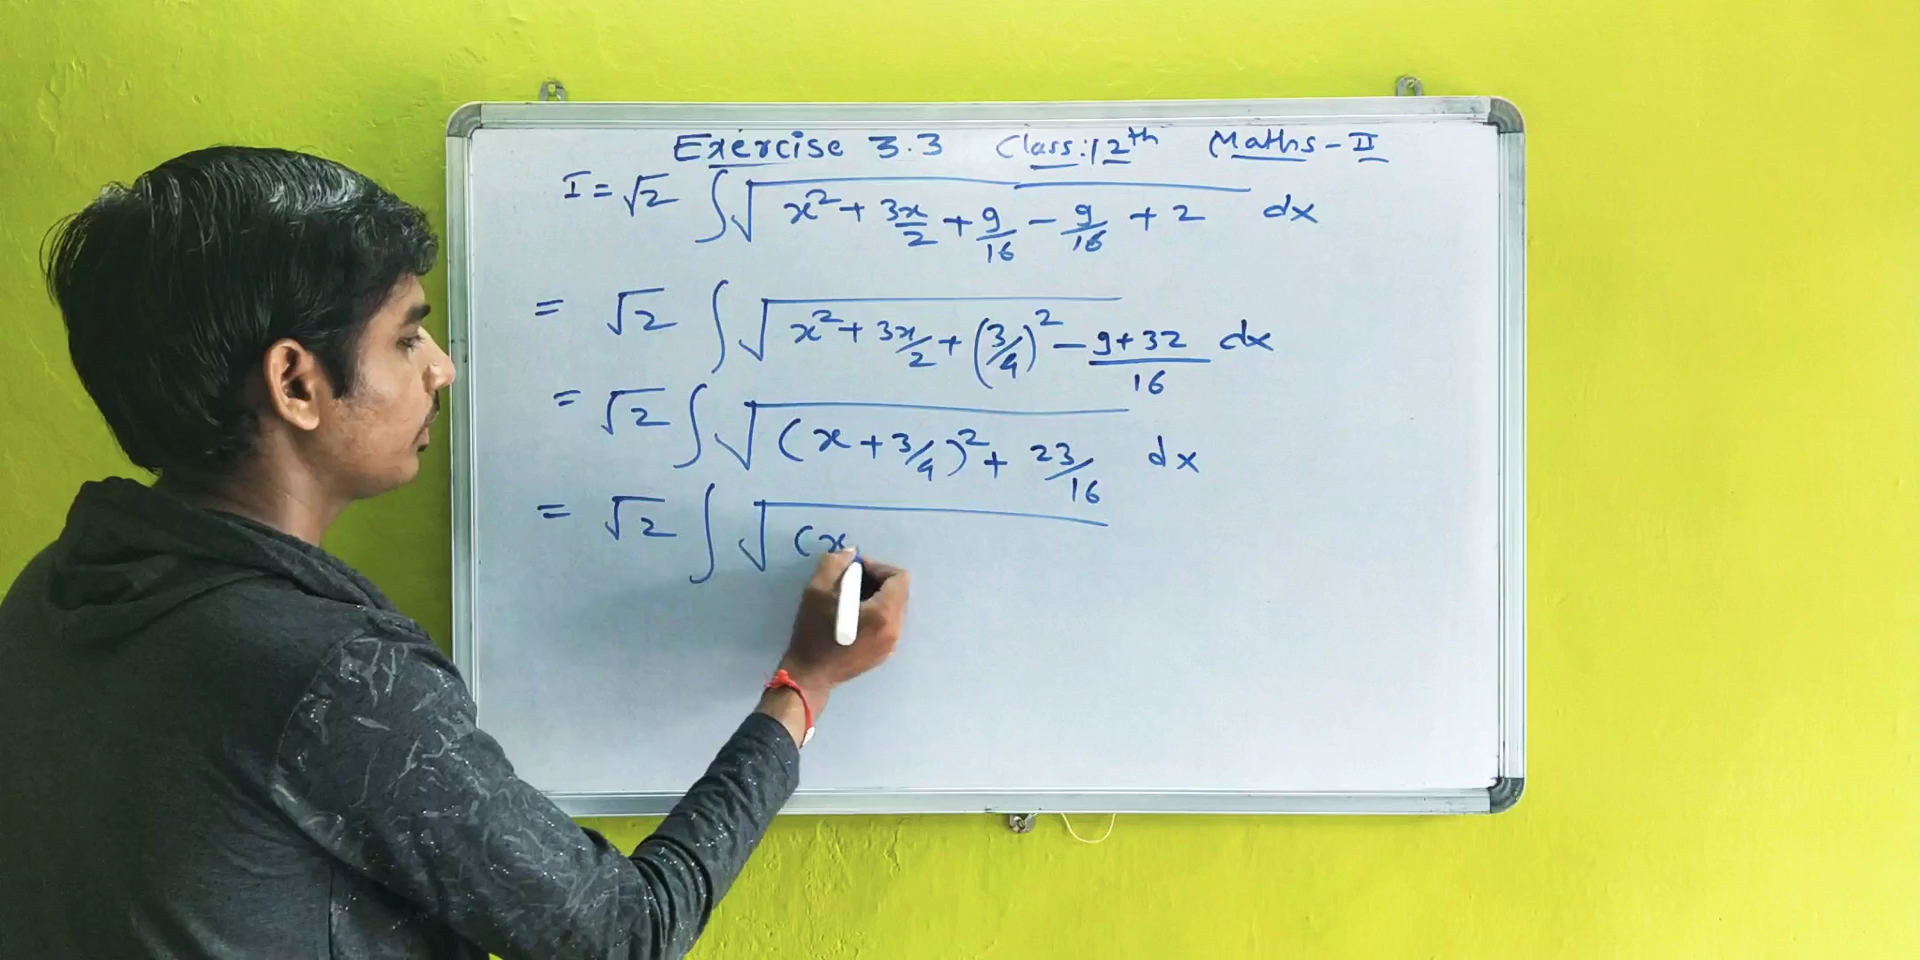 Exercise 3.3 Class:12th Maths-II
I = √2 ∫ √(x² + 3x/2 + 9/16 - 9/16 + 2) dx
= √2 ∫ √(x² + 3x/2 + (3/4)² - 9+32/16) dx
= √2 ∫ √((x + 3/4)² + 23/16) dx
= √2 ∫ √((x